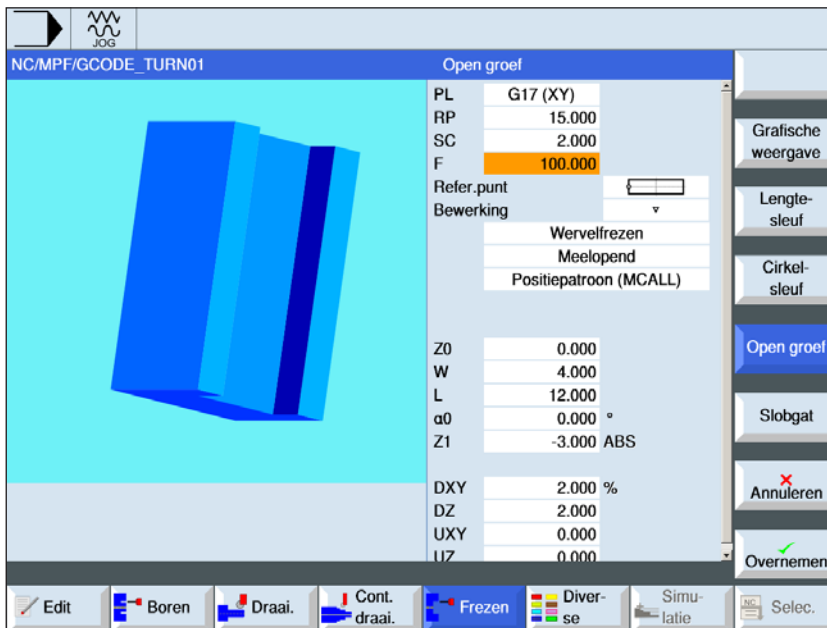 JOG
NC/MPF/GCODE_TURN01
Open groef
PL G17 (XY)
RP 15.000
SC 2.000
F 100.000
Refer.punt
Bewerking
Wervelfrezen
Meelopend
Positiepatroon (MCALL)
Z0 0.000
W 4.000
L 12.000
α0 0.000 °
Z1 -3.000 ABS
DXY 2.000 %
DZ 2.000
UXY 0.000
UZ 0.000
Grafische
weergave
Lengte-
sleuf
Cirkel-
sleuf
Open groef
Slobgat
Annuleren
Overnemen
Edit
Boren
Draai.
Cont.
draai.
Frezen
Diver-
se
Simu-
latie
NC
Selec.